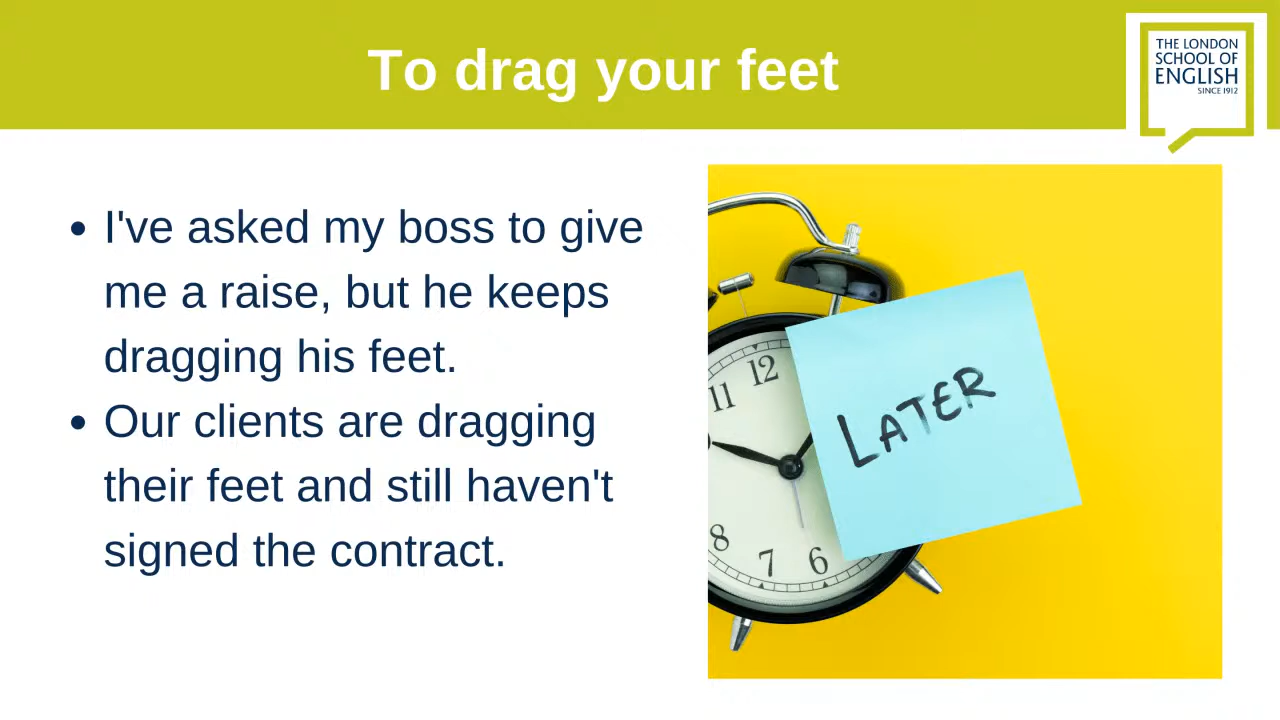 To drag your feet
THE LONDON
SCHOOL OF
ENGLISH
SINCE 1912
• I've asked my boss to give
me a raise, but he keeps
dragging his feet.
• Our clients are dragging
their feet and still haven't
signed the contract.
11 12
LATER
8 7 6